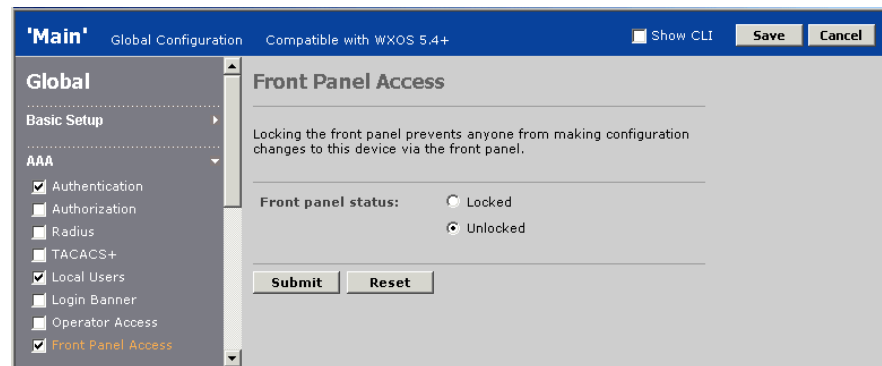 'Main' Global Configuration Compatible with WXOS 5.4+ Show CLI Save Cancel
Global
Basic Setup
AAA
Authentication
Authorization
Radius
TACACS+
Local Users
Login Banner
Operator Access
Front Panel Access
Front Panel Access
Locking the front panel prevents anyone from making configuration
changes to this device via the front panel.
Front panel status: Locked
Unlocked
Submit Reset